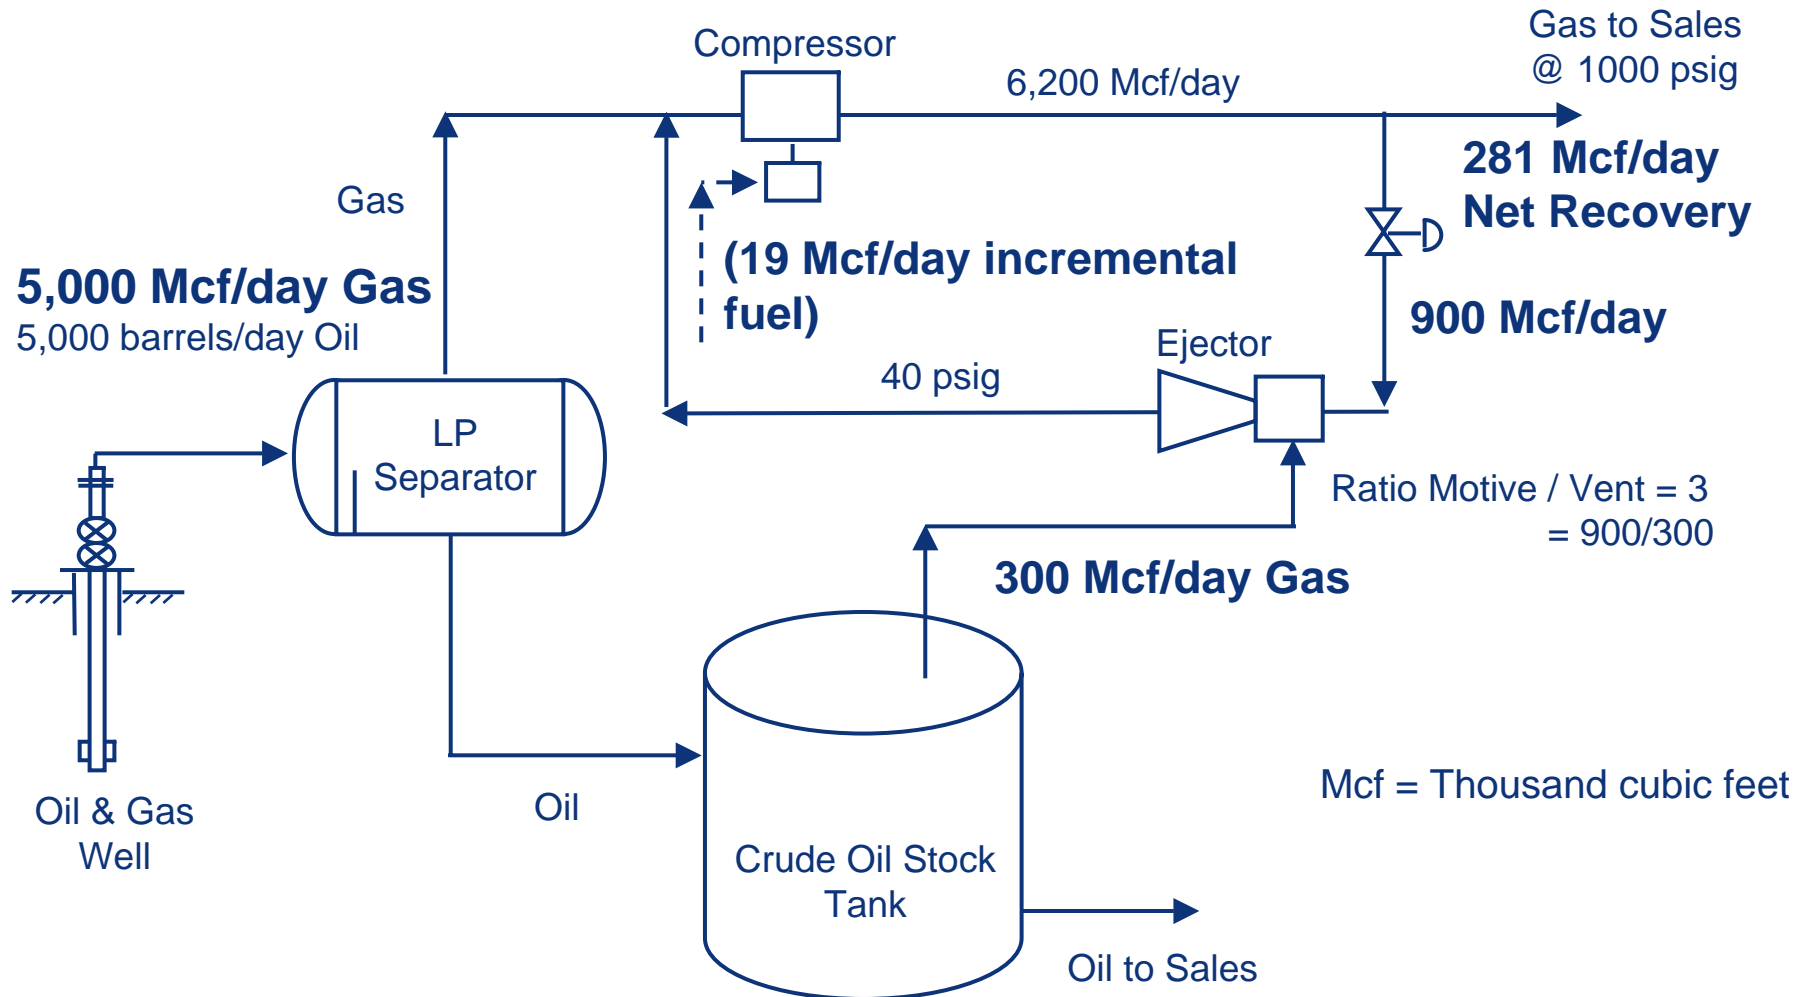 Gas to Sales
@ 1000 psig
Compressor
6,200 Mcf/day
281 Mcf/day
Net Recovery
Gas
(19 Mcf/day incremental
fuel)
5,000 Mcf/day Gas
5,000 barrels/day Oil
900 Mcf/day
Ejector
40 psig
LP
Separator
Ratio Motive / Vent = 3
= 900/300
300 Mcf/day Gas
Mcf = Thousand cubic feet
Oil & Gas
Well
Oil
Crude Oil Stock
Tank
Oil to Sales